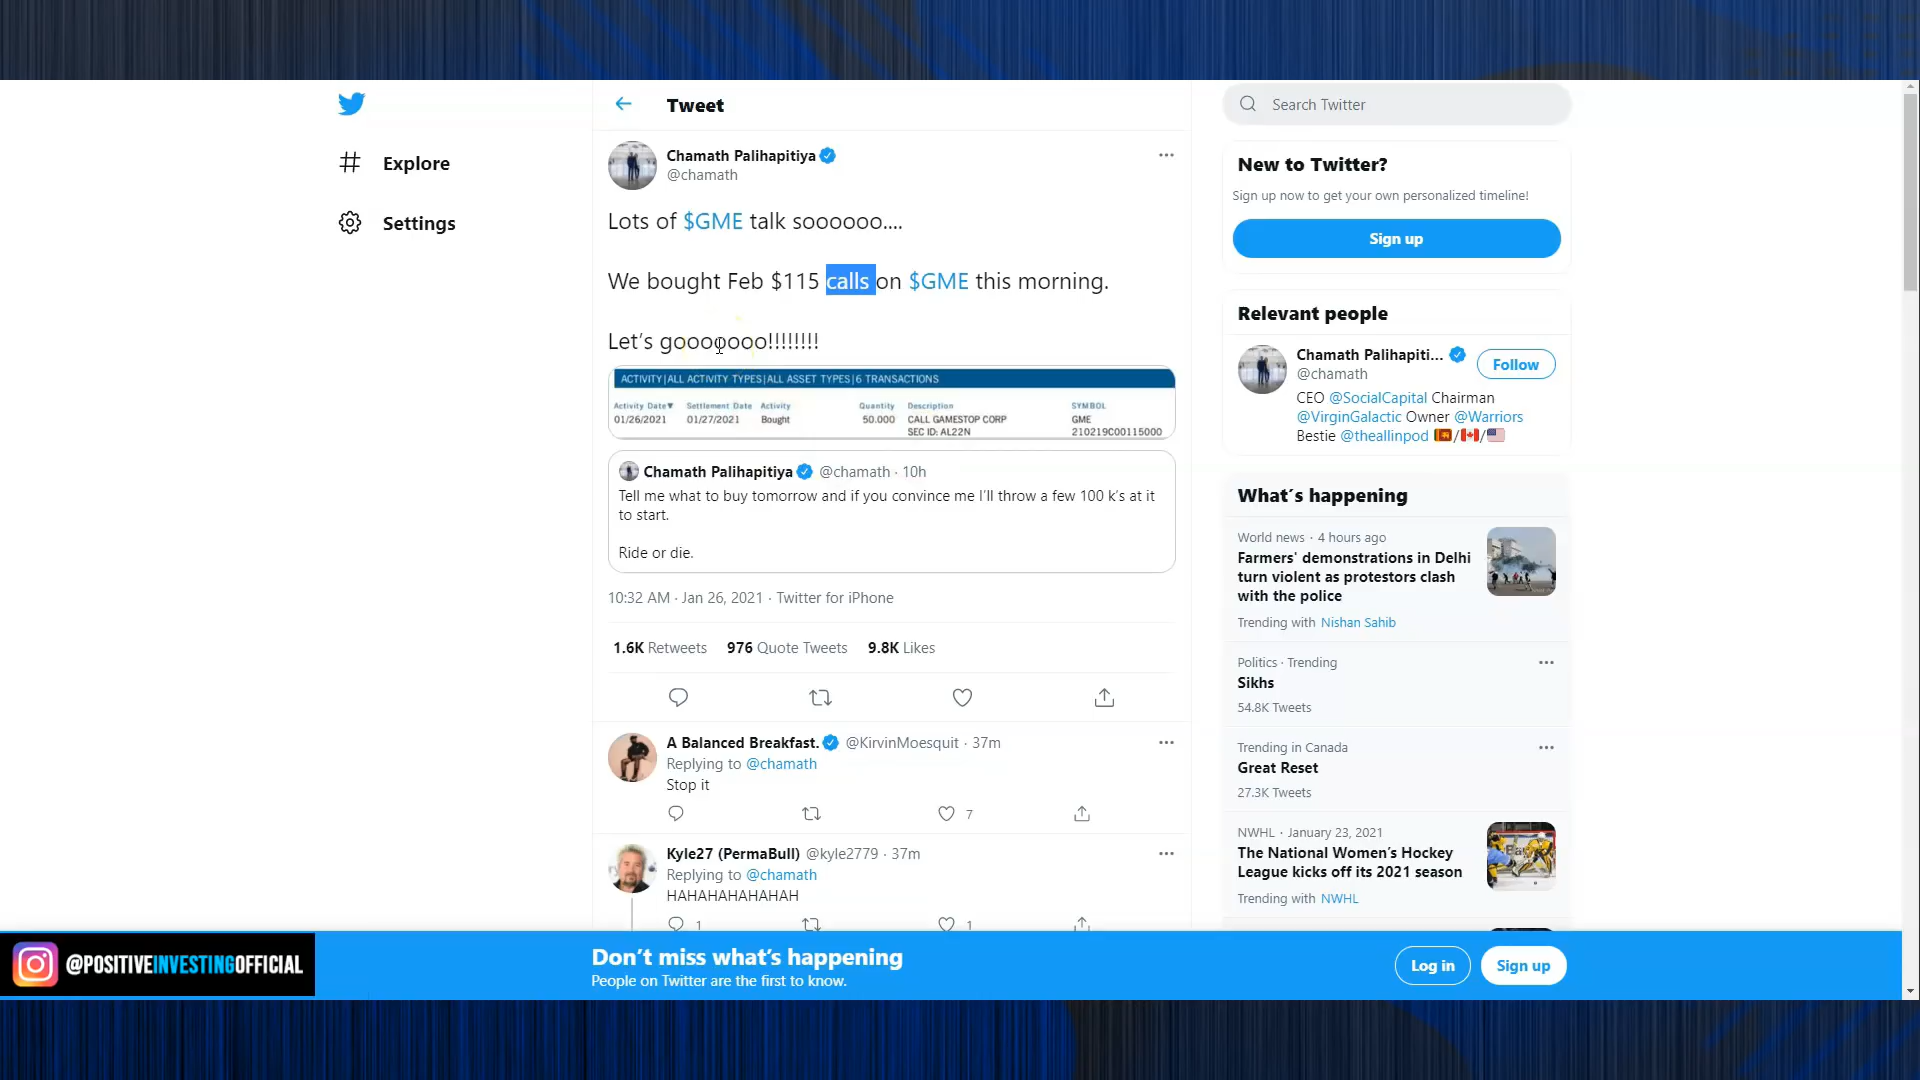 Tweet
Search Twitter
Explore
Settings
Chamath Palihapitiya
@chamath
Lots of $GME talk soooooo....
We bought Feb $115 calls on $GME this morning.
Let's gooooooo!!!!!!!!
ACTIVITY|ALL ACTIVITY TYPES|ALL ASSET TYPES|6 TRANSACTIONS
Activity Date▼ Settlement Date Activity Quantity Description SYMBOL
01/26/2021 01/27/2021 Bought 50.000 CALL GAMESTOP CORP GME
SEC ID: AL22N 210219C00115000
Chamath Palihapitiya @chamath · 10h
Tell me what to buy tomorrow and if you convince me I'll throw a few 100 k's at it
to start.
Ride or die.
10:32 AM · Jan 26, 2021 · Twitter for iPhone
1.6K Retweets 976 Quote Tweets 9.8K Likes
A Balanced Breakfast. @KirvinMoesquit · 37m
Replying to @chamath
Stop it
7
Kyle27 (PermaBull) @kyle2779 · 37m
Replying to @chamath
HAHAHAHAHAHAH
1 1
New to Twitter?
Sign up now to get your own personalized timeline!
Sign up
Relevant people
Chamath Palihapiti...
@chamath
Follow
CEO @SocialCapital Chairman
@VirginGalactic Owner @Warriors
Bestie @theallinpod 🇱🇰/🇨🇦/🇺🇸
What's happening
World news · 4 hours ago
Farmers' demonstrations in Delhi
turn violent as protestors clash
with the police
Trending with Nishan Sahib
Politics · Trending
Sikhs
54.8K Tweets
Trending in Canada
Great Reset
27.3K Tweets
NWHL · January 23, 2021
The National Women's Hockey
League kicks off its 2021 season
Trending with NWHL
@POSITIVEINVESTINGOFFICIAL
Don't miss what's happening
People on Twitter are the first to know.
Log in
Sign up